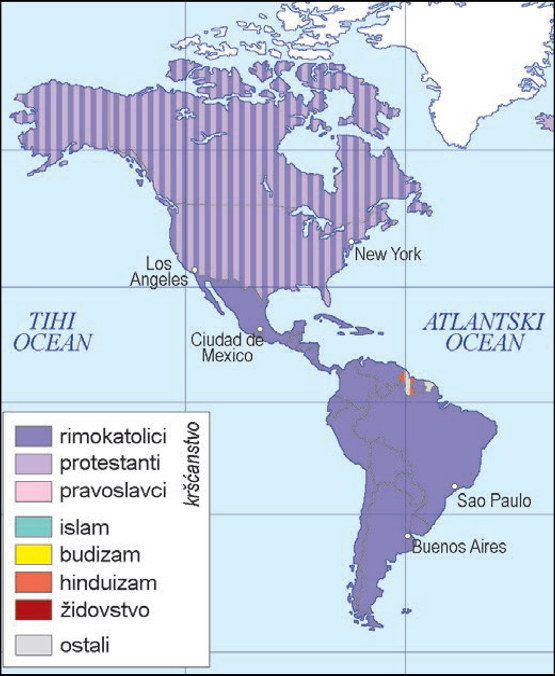 New York
Los
Angeles
TIHI
OCEAN
ATLANTSKI
OCEAN
Ciudad de
Mexico
Sao Paulo
Buenos Aires
rimokatolici
protestanti
pravoslavci
kršćanstvo
islam
budizam
hinduizam
židovstvo
ostali